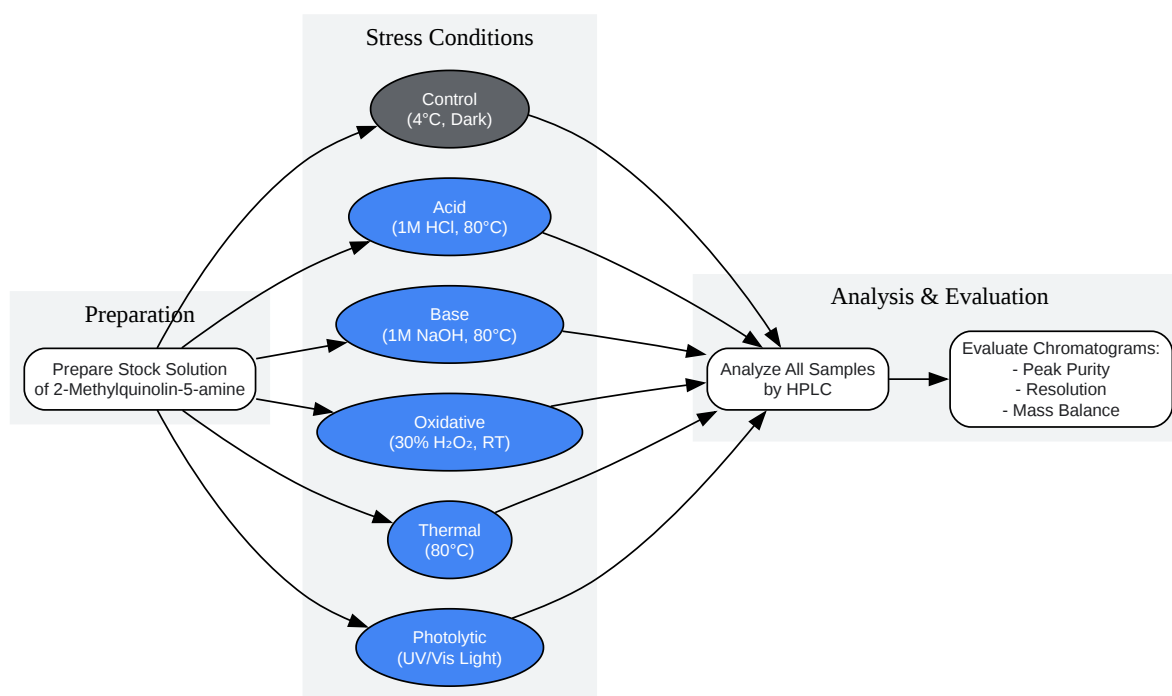 Preparation
Prepare Stock Solution
of 2-Methylquinolin-5-amine
Stress Conditions
Control
(4°C, Dark)
Acid
(1M HCl, 80°C)
Base
(1M NaOH, 80°C)
Oxidative
(30% H₂O₂, RT)
Thermal
(80°C)
Photolytic
(UV/Vis Light)
Analysis & Evaluation
Analyze All Samples
by HPLC
Evaluate Chromatograms:
- Peak Purity
- Resolution
- Mass Balance